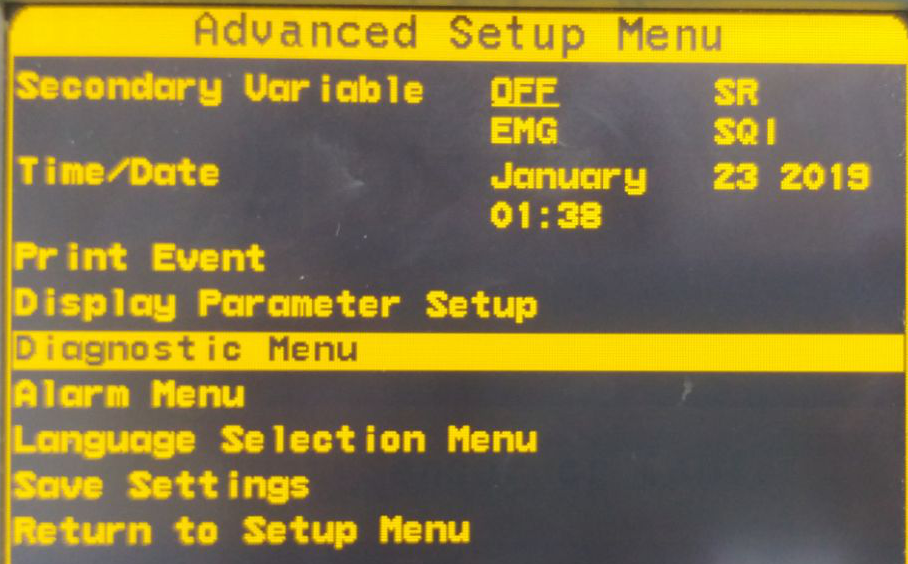 Advanced Setup Menu
Secondary Variable OFF SR
EMG SQI
Time/Date January 23 2019
01:38
Print Event
Display Parameter Setup
Diagnostic Menu
Alarm Menu
Language Selection Menu
Save Settings
Return to Setup Menu